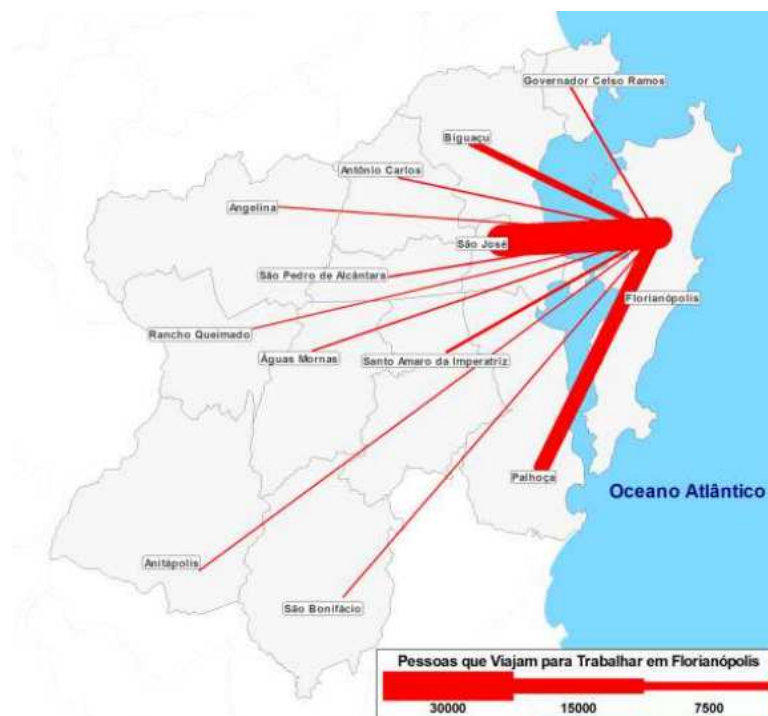 Governador Celso Ramos
Biguaçu
Antônio Carlos
Angelina
São José
São Pedro de Alcântara
Florianópolis
Rancho Queimado
Águas Mornas
Santo Amaro da Imperatriz
Palhoça
Oceano Atlântico
Anitápolis
São Bonifácio
Pessoas que Viajam para Trabalhar em Florianópolis
30000 15000 7500